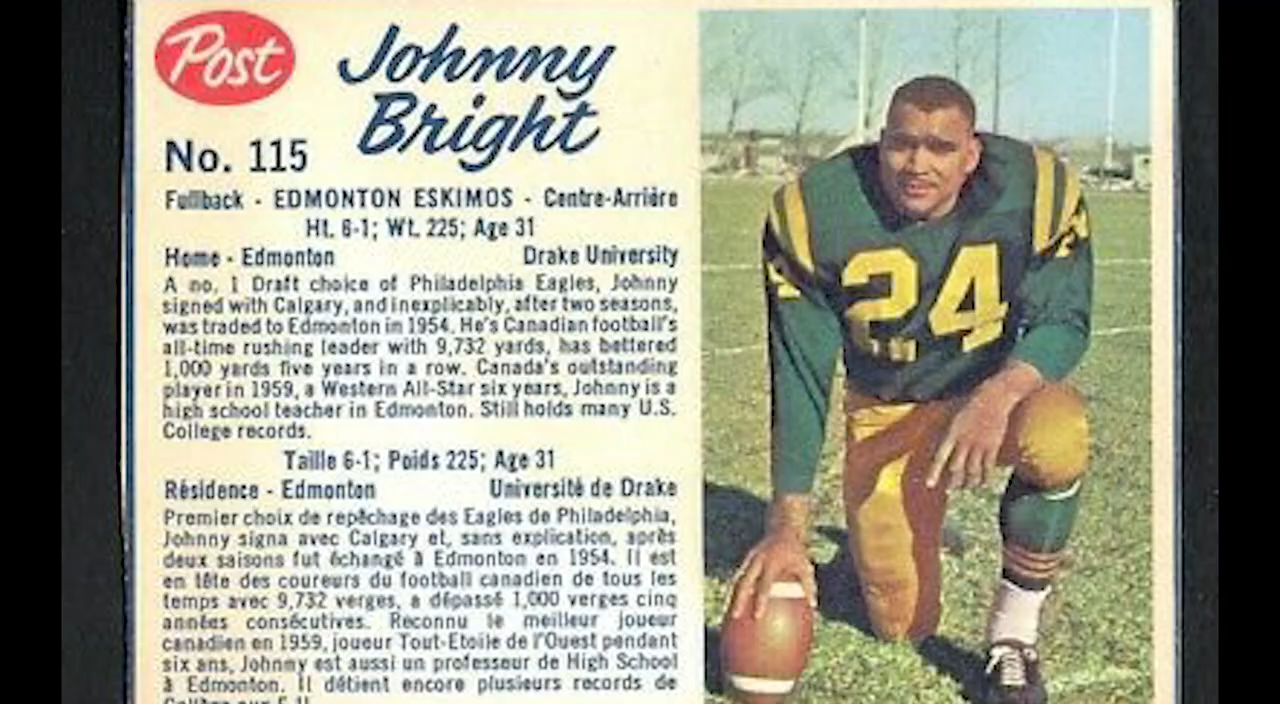 Post
Johnny
Bright
No. 115
Fullback - EDMONTON ESKIMOS - Centre-Arrière
Ht. 6-1; Wt. 225; Age 31
Home - Edmonton Drake University
A no. 1 Draft choice of Philadelphia Eagles, Johnny
signed with Calgary, and inexplicably, after two seasons,
was traded to Edmonton in 1954. He's Canadian football's
all-time rushing leader with 9,732 yards, has bettered
1,000 yards five years in a row. Canada's outstanding
player in 1959, a Western All-Star six years, Johnny is a
high school teacher in Edmonton. Still holds many U.S.
College records.
Taille 6-1; Poids 225; Age 31
Résidence - Edmonton Université de Drake
Premier choix de repêchage des Eagles de Philadelphia,
Johnny signa avec Calgary et, sans explication, après
deux saisons fut échangé à Edmonton en 1954. Il est
en tête des coureurs du football canadien de tous les
temps avec 9,732 verges, a dépassé 1,000 verges cinq
années consécutives. Reconnu le meilleur joueur
canadien en 1959, joueur Tout-Etoile de l'Ouest pendant
six ans, Johnny est aussi un professeur de High School
à Edmonton. Il détient encore plusieurs records de
24